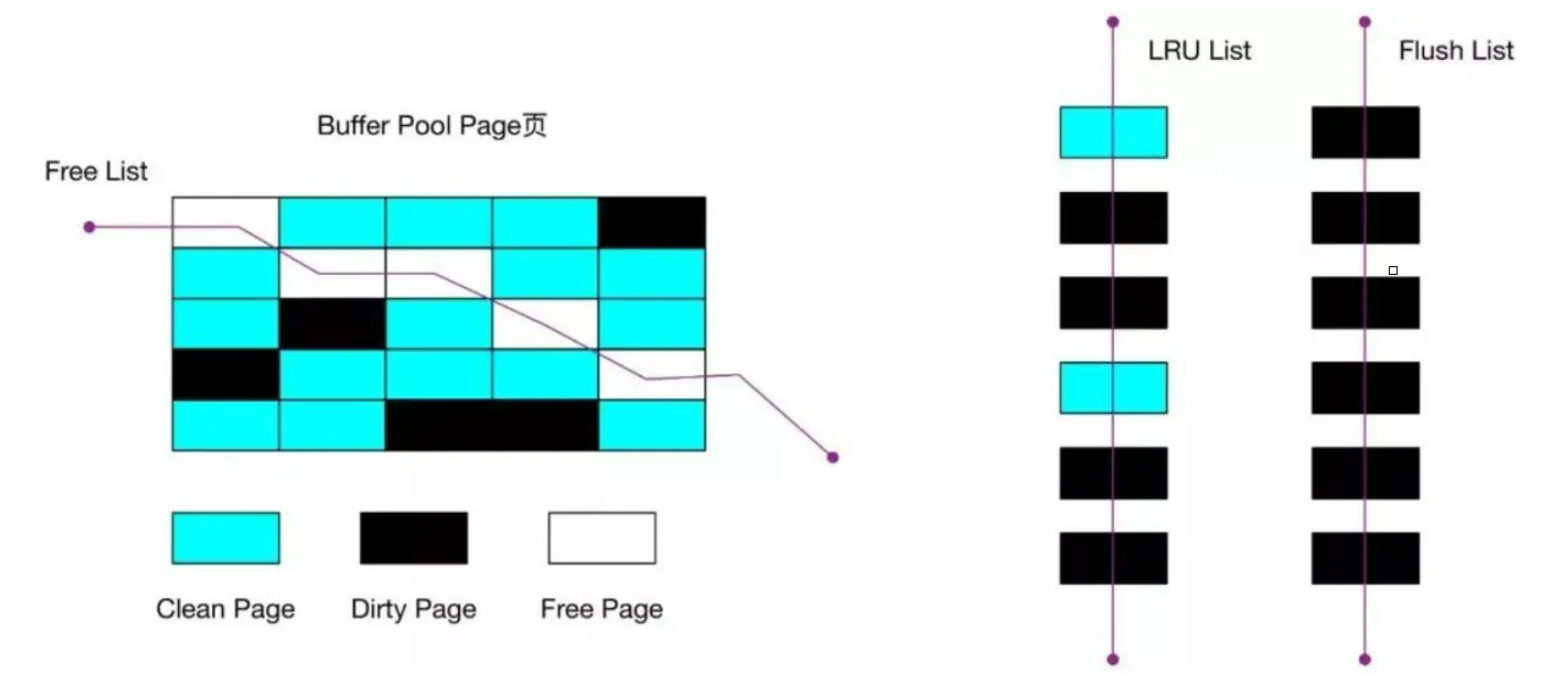 Buffer Pool Page页
Free List
Clean Page
Dirty Page
Free Page
LRU List
Flush List